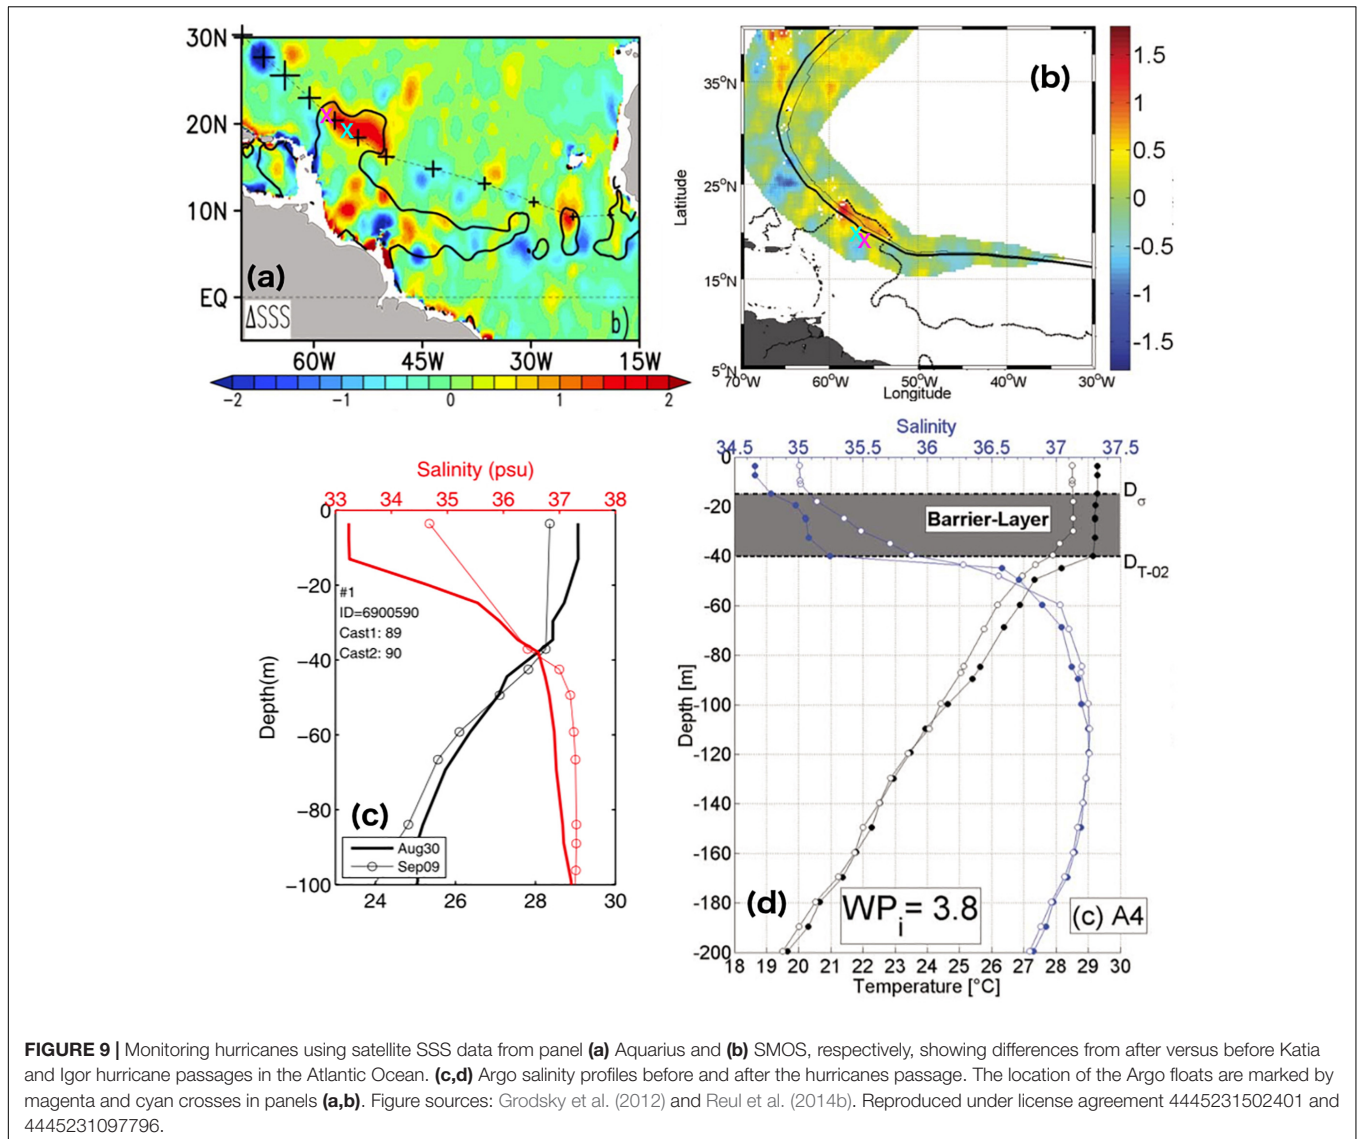 30N
20N
10N
EQ
(a)
ΔSSS
b)
60W 45W 30W 15W
-2 -1 0 1 2
(b)
35°N
25°N
15°N
5°N
Latitude
70°W 60°W 50°W 40°W 30°W
Longitude
1.5
1
0.5
0
-0.5
-1
-1.5
Salinity (psu)
33 34 35 36 37 38
0
−20
−40
−60
−80
−100
Depth(m)
#1
ID=6900590
Cast1: 89
Cast2: 90
(c)
Aug30
Sep09
24 26 28 30
Salinity
34.5 35 35.5 36 36.5 37 37.5
0
-20
-40
-60
-80
-100
-120
-140
-160
-180
-200
Depth [m]
Barrier-Layer
Dσ
DT-02
(d)
WPi= 3.8
(c) A4
18 19 20 21 22 23 24 25 26 27 28 29 30
Temperature [°C]
FIGURE 9 | Monitoring hurricanes using satellite SSS data from panel (a) Aquarius and (b) SMOS, respectively, showing differences from after versus before Katia
and Igor hurricane passages in the Atlantic Ocean. (c,d) Argo salinity profiles before and after the hurricanes passage. The location of the Argo floats are marked by
magenta and cyan crosses in panels (a,b). Figure sources: Grodsky et al. (2012) and Reul et al. (2014b). Reproduced under license agreement 4445231502401 and
4445231097796.